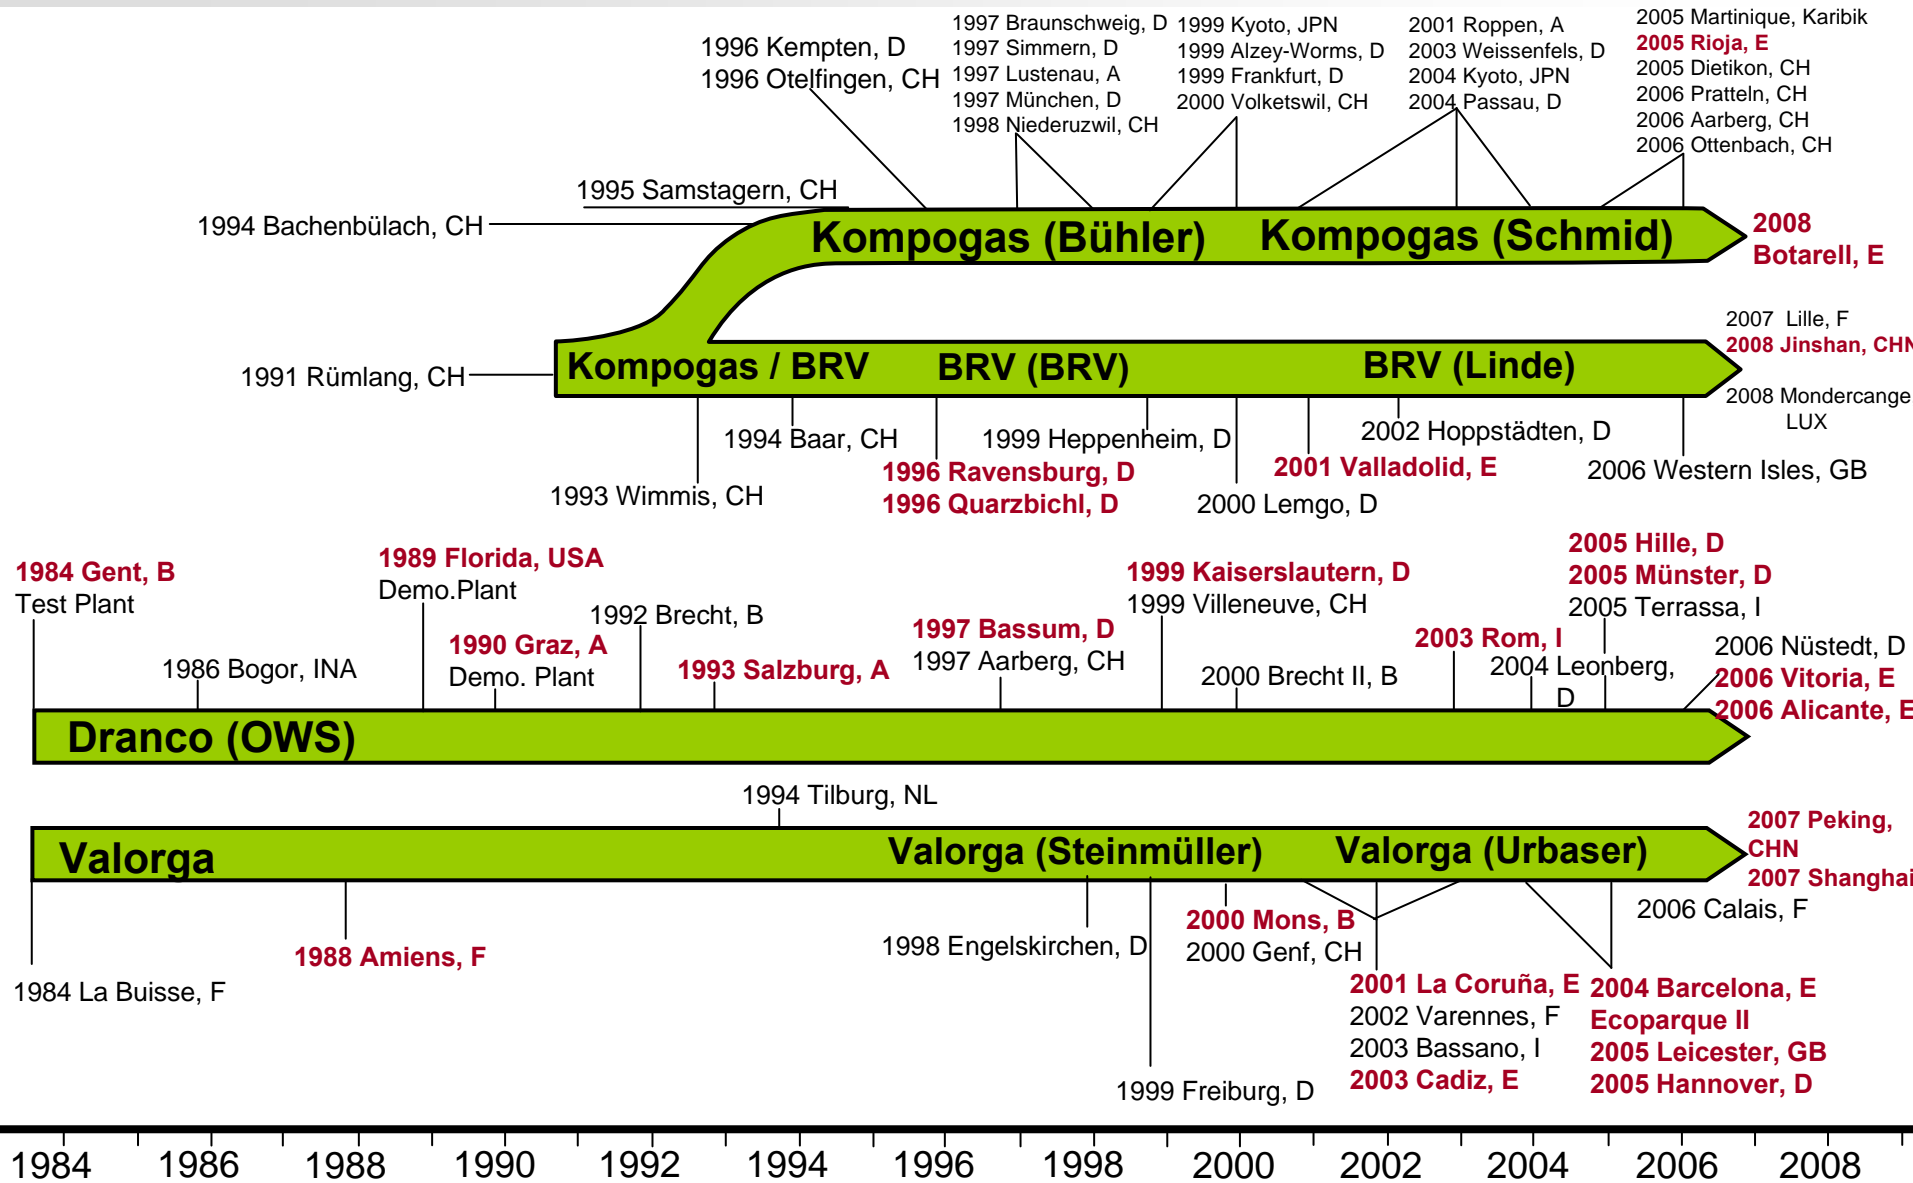 1996 Kempten, D
1996 Otelfingen, CH
1997 Braunschweig, D
1997 Simmern, D
1997 Lustenau, A
1997 München, D
1998 Niederuzwil, CH
1999 Kyoto, JPN
1999 Alzey-Worms, D
1999 Frankfurt, D
2000 Volketswil, CH
2001 Roppen, A
2003 Weissenfels, D
2004 Kyoto, JPN
2004 Passau, D
2005 Martinique, Karibik
2005 Rioja, E
2005 Dietikon, CH
2006 Pratteln, CH
2006 Aarberg, CH
2006 Ottenbach, CH
1995 Samstagern, CH
1994 Bachenbülach, CH
Kompogas (Bühler)
Kompogas (Schmid)
2008
Botarell, E
1991 Rümlang, CH
Kompogas / BRV
BRV (BRV)
BRV (Linde)
2007 Lille, F
2008 Jinshan, CHN
2008 Mondercange
LUX
1994 Baar, CH
1993 Wimmis, CH
1999 Heppenheim, D
1996 Ravensburg, D
1996 Quarzbichl, D
2000 Lemgo, D
2001 Valladolid, E
2002 Hoppstädten, D
2006 Western Isles, GB
1984 Gent, B
Test Plant
1986 Bogor, INA
1989 Florida, USA
Demo.Plant
1990 Graz, A
Demo. Plant
1992 Brecht, B
1993 Salzburg, A
1997 Bassum, D
1997 Aarberg, CH
1999 Kaiserslautern, D
1999 Villeneuve, CH
2000 Brecht II, B
2003 Rom, I
2004 Leonberg,
D
2005 Hille, D
2005 Münster, D
2005 Terrassa, I
2006 Nüstedt, D
2006 Vitoria, E
2006 Alicante, E
Dranco (OWS)
1994 Tilburg, NL
Valorga
Valorga (Steinmüller)
Valorga (Urbaser)
2007 Peking,
CHN
2007 Shanghai
2006 Calais, F
1984 La Buisse, F
1988 Amiens, F
1998 Engelskirchen, D
1999 Freiburg, D
2000 Mons, B
2000 Genf, CH
2001 La Coruña, E
2002 Varennes, F
2003 Bassano, I
2003 Cadiz, E
2004 Barcelona, E
Ecoparque II
2005 Leicester, GB
2005 Hannover, D
1984 1986 1988 1990 1992 1994 1996 1998 2000 2002 2004 2006 2008